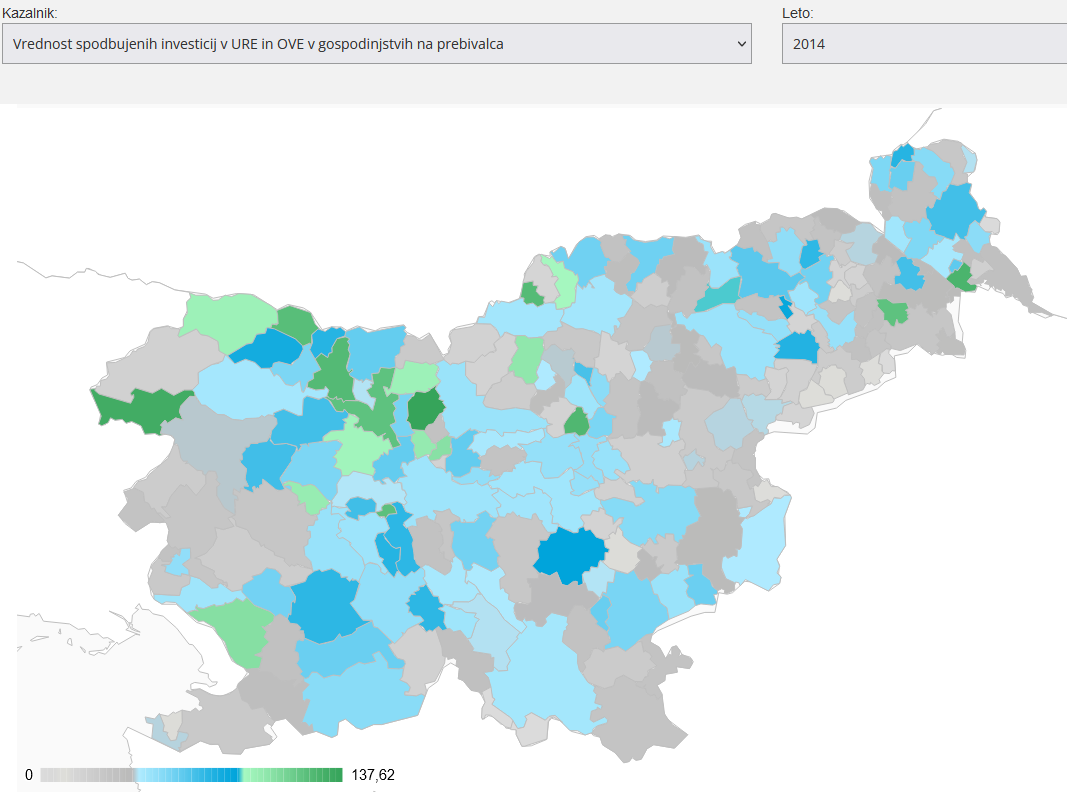 Kazalnik:
Leto:
Vrednost spodbujenih investicij v URE in OVE v gospodinjstvih na prebivalca
2014
0
137,62